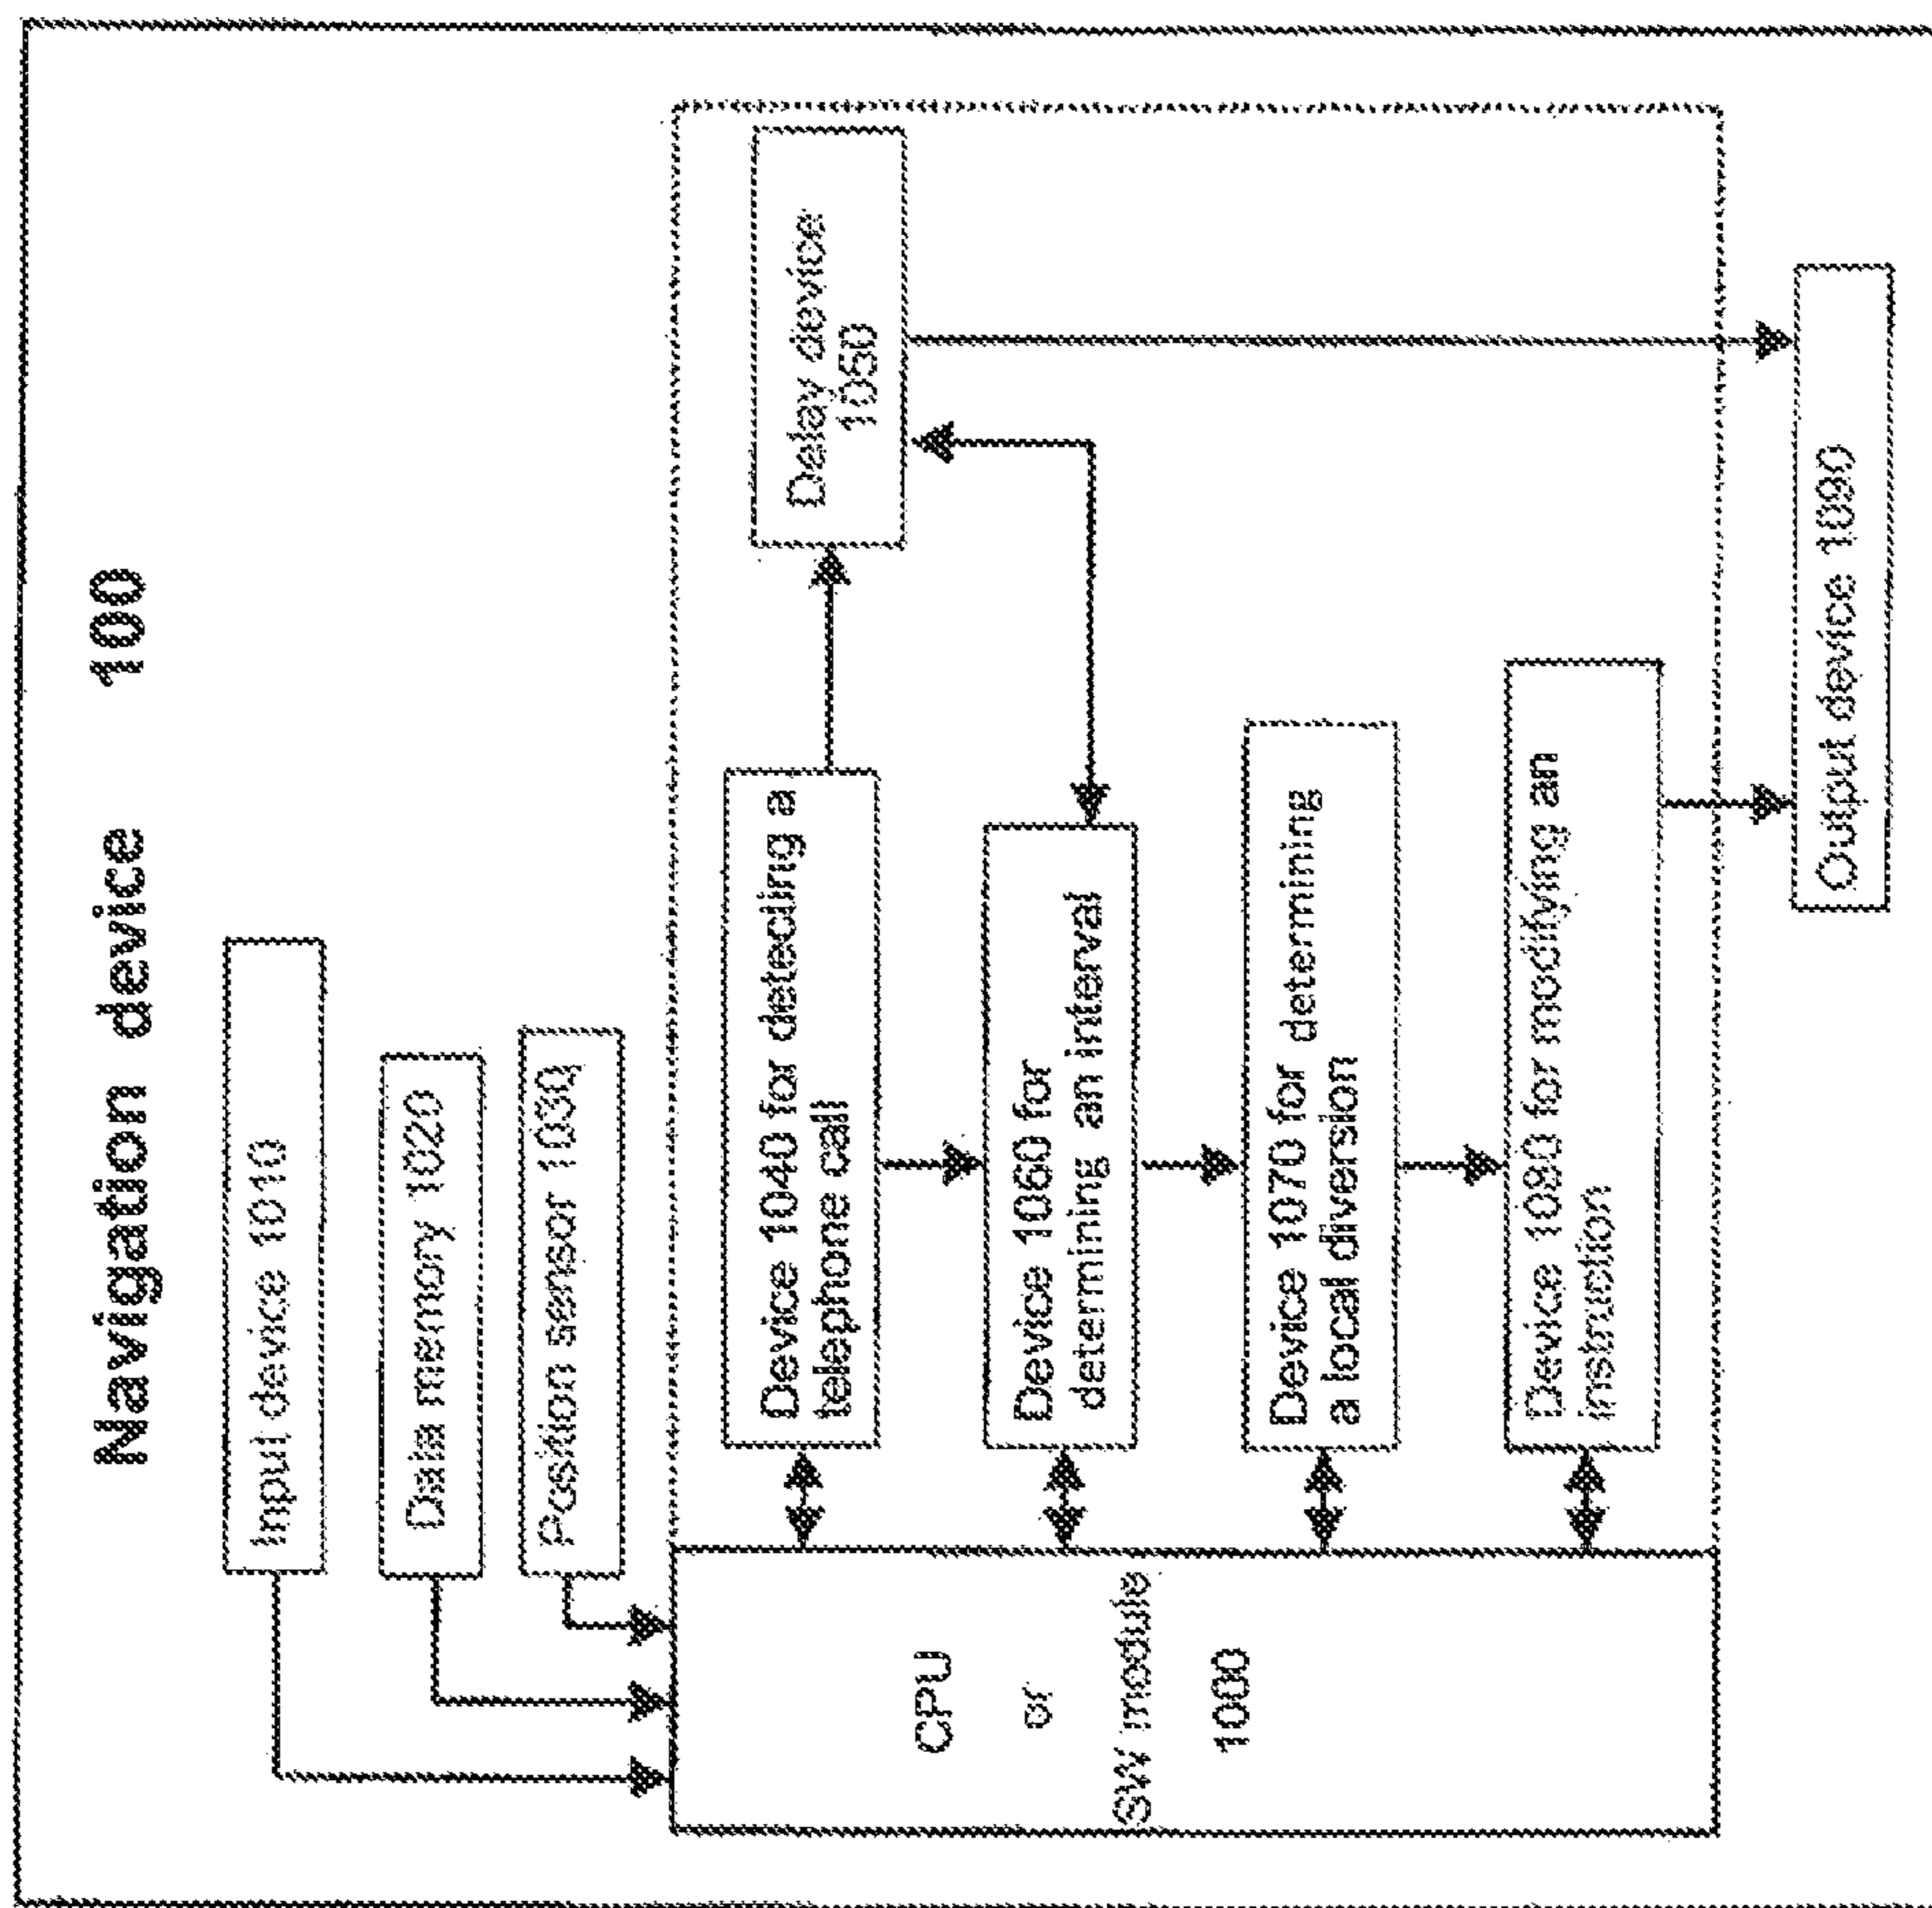 Navigation device 100
Input device 1010
Data memory 1020
Position sensor 1030
CPU
or
SW module
1000
Device 1040 for detecting a
telephone call
Delay device
1050
Device 1060 for
determining an interval
Device 1070 for determining
a local diversion
Device 1080 for modifying an
instruction
Output device 1090